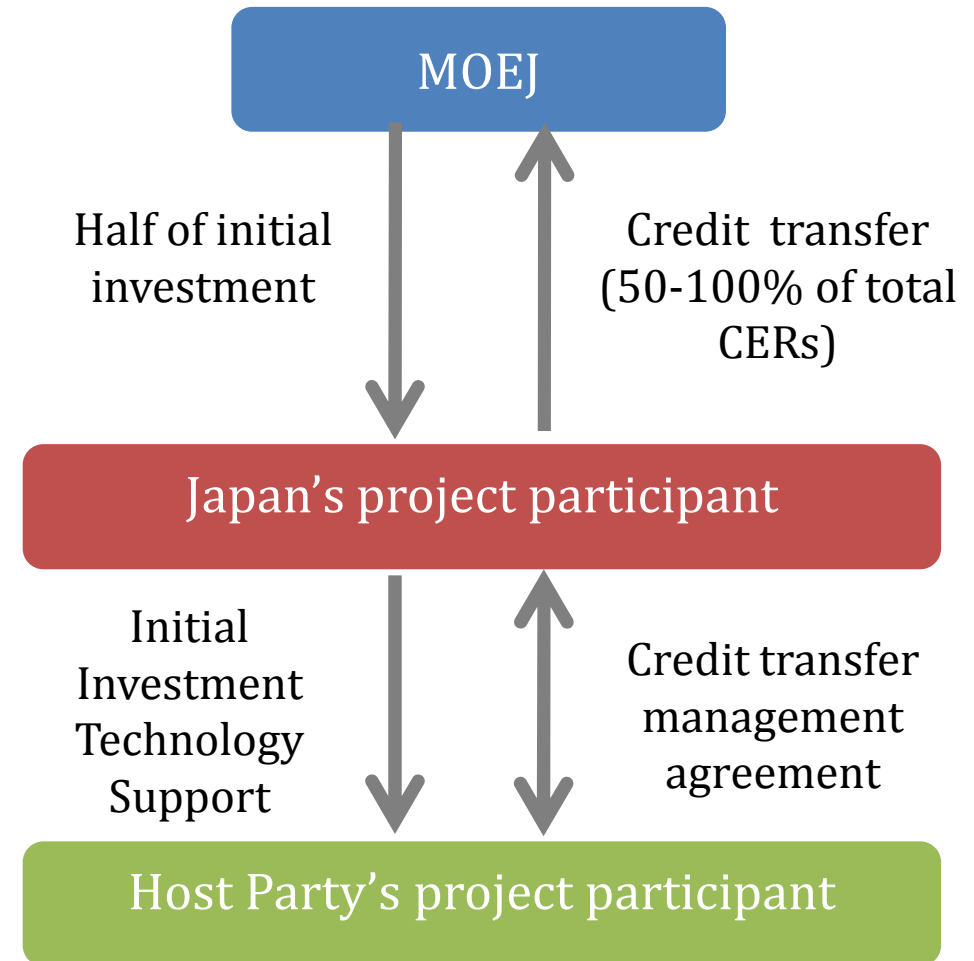 MOEJ
Half of initial
investment
Credit transfer
(50-100% of total
CERs)
Japan’s project participant
Initial
Investment
Technology
Support
Credit transfer
management
agreement
Host Party’s project participant